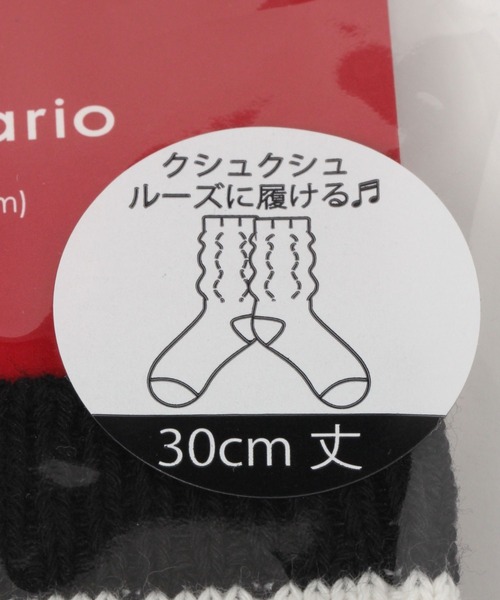 ario
m)
クシュクシュ
ルーズに履ける♬
30cm 丈